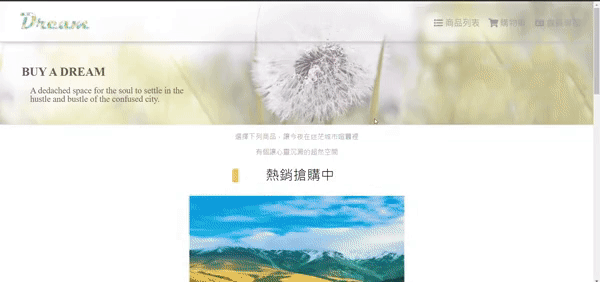 Dream
商品列表
購物車
BUY A DREAM
A dedached space for the soul to settle in the
hustle and bustle of the confused city.
選擇下列商品，讓今夜在迷茫城市喧囂裡
有個讓心靈沉澱的超然空間
熱銷搶購中